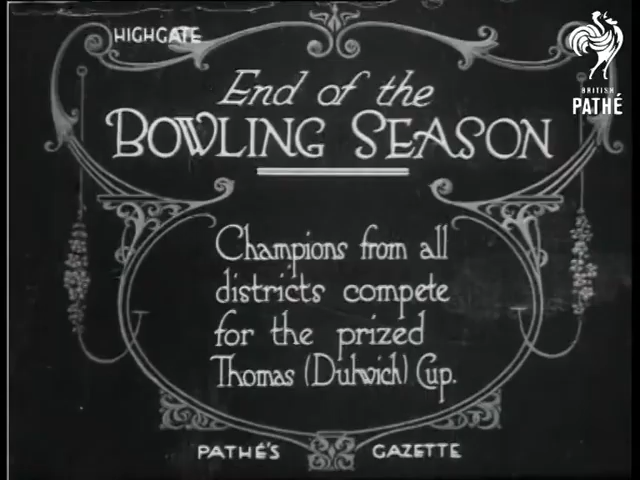 HIGHGATE
BRITISH
PATHÉ
End of the
BOWLING SEASON
Champions from all
districts compete
for the prized
Thomas (Dulwich) Cup.
PATHÉ'S GAZETTE